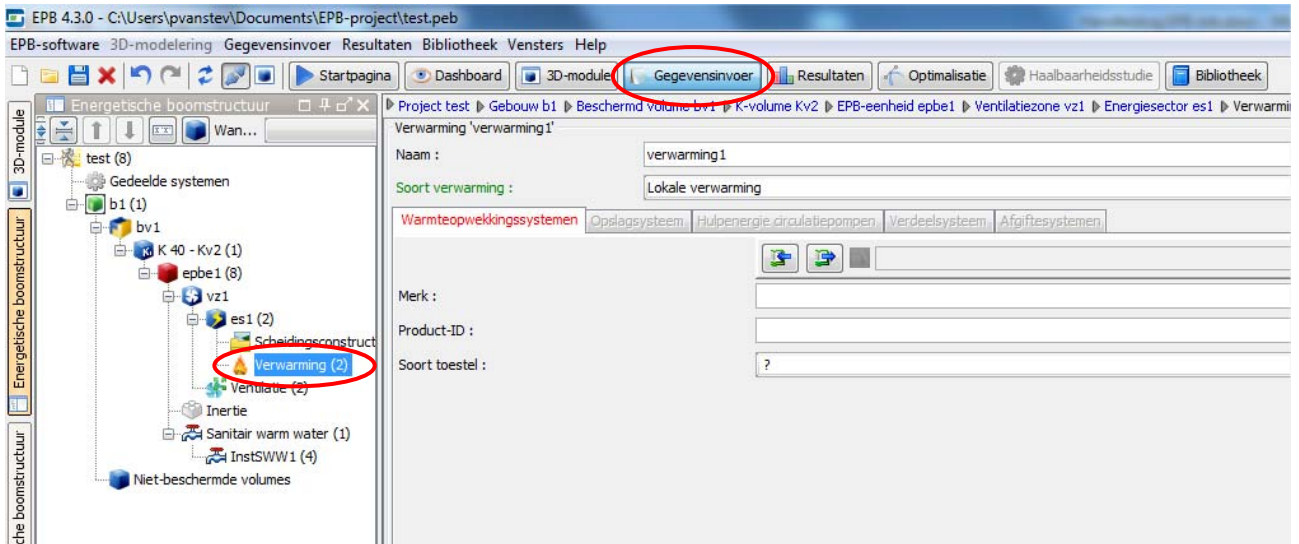 EPB 4.3.0 - C:\Users\pvanstev\Documents\EPB-project\test.peb
EPB-software 3D-modelering Gegevensinvoer Resultaten Bibliotheek Vensters Help
Startpagina Dashboard 3D-module Gegevensinvoer Resultaten Optimalisatie Haalbaarheidsstudie Bibliotheek
3D-module
Energetische boomstructuur
che boomstructuur
Energetische boomstructuur
Wan...
test (8)
Gedeelde systemen
b1 (1)
bv1
K 40 - Kv2 (1)
epbe1 (8)
vz1
es1 (2)
Scheidingsconstruct
Verwarming (2)
Ventilatie (2)
Inertie
Sanitair warm water (1)
InstSWW1 (4)
Niet-beschermde volumes
Project test Gebouw b1 Beschermd volume bv1 K-volume Kv2 EPB-eenheid epbe1 Ventilatiezone vz1 Energiesector es1 Verwarmi
Verwarming 'verwarming1'
Naam : verwarming1
Soort verwarming : Lokale verwarming
Warmteopwekkingssystemen Opslagsysteem Hulpenergie circulatiepompen Verdeelsysteem Afgiftesystemen
Merk :
Product-ID :
Soort toestel : ?